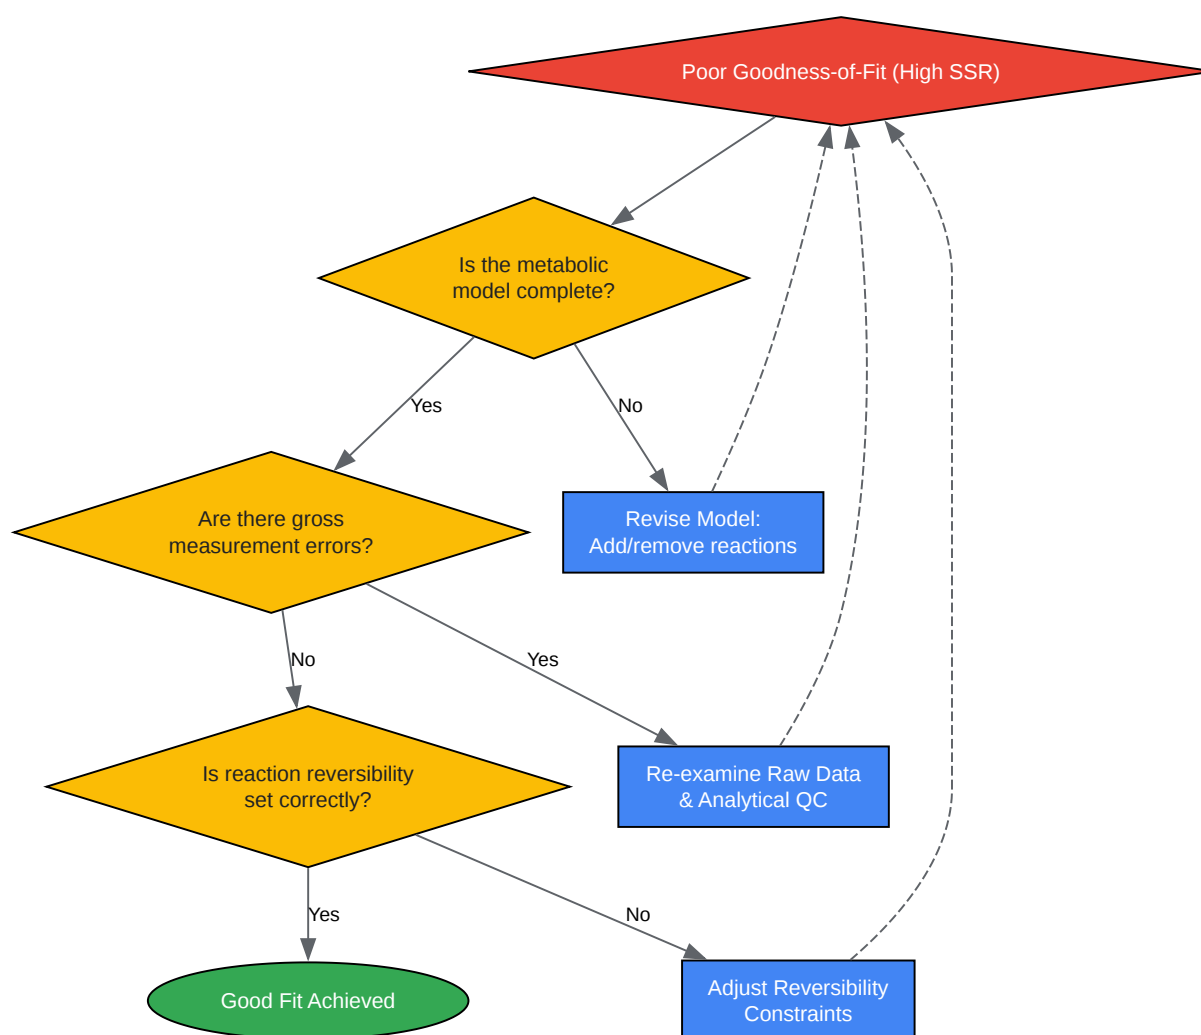 Poor Goodness-of-Fit (High SSR)
Is the metabolic
model complete?
Yes
No
Are there gross
measurement errors?
Revise Model:
Add/remove reactions
No
Yes
Is reaction reversibility
set correctly?
Re-examine Raw Data
& Analytical QC
Yes
No
Good Fit Achieved
Adjust Reversibility
Constraints